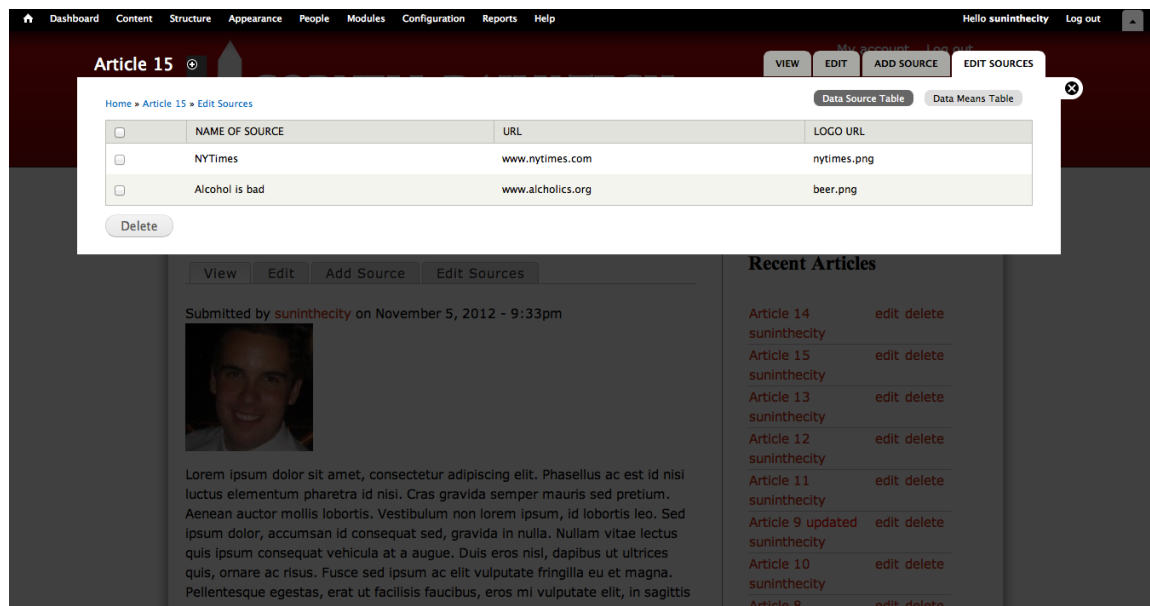 Dashboard Content Structure Appearance People Modules Configuration Reports Help Hello suninthecity Log out
My account Log out
Article 15 VIEW EDIT ADD SOURCE EDIT SOURCES
Home » Article 15 » Edit Sources Data Source Table Data Means Table
NAME OF SOURCE URL LOGO URL
NYTimes www.nytimes.com nytimes.png
Alcohol is bad www.alcholics.org beer.png
Delete
View Edit Add Source Edit Sources
Submitted by suninthecity on November 5, 2012 - 9:33pm
Lorem ipsum dolor sit amet, consectetur adipiscing elit. Phasellus ac est id nisi
luctus elementum pharetra id nisi. Cras gravida semper mauris sed pretium.
Aenean auctor mollis lobortis. Vestibulum non lorem ipsum, id lobortis leo. Sed
ipsum dolor, accumsan id consequat sed, gravida in nulla. Nullam vitae lectus
quis ipsum consequat vehicula at a augue. Duis eros nisl, dapibus ut ultrices
quis, ornare ac risus. Fusce sed ipsum ac elit vulputate fringilla eu et magna.
Pellentesque egestas, erat ut facilisis faucibus, eros mi vulputate elit, in sagittis
Recent Articles
Article 14 edit delete
suninthecity
Article 15 edit delete
suninthecity
Article 13 edit delete
suninthecity
Article 12 edit delete
suninthecity
Article 11 edit delete
suninthecity
Article 9 updated edit delete
suninthecity
Article 10 edit delete
suninthecity
Article 8 edit delete